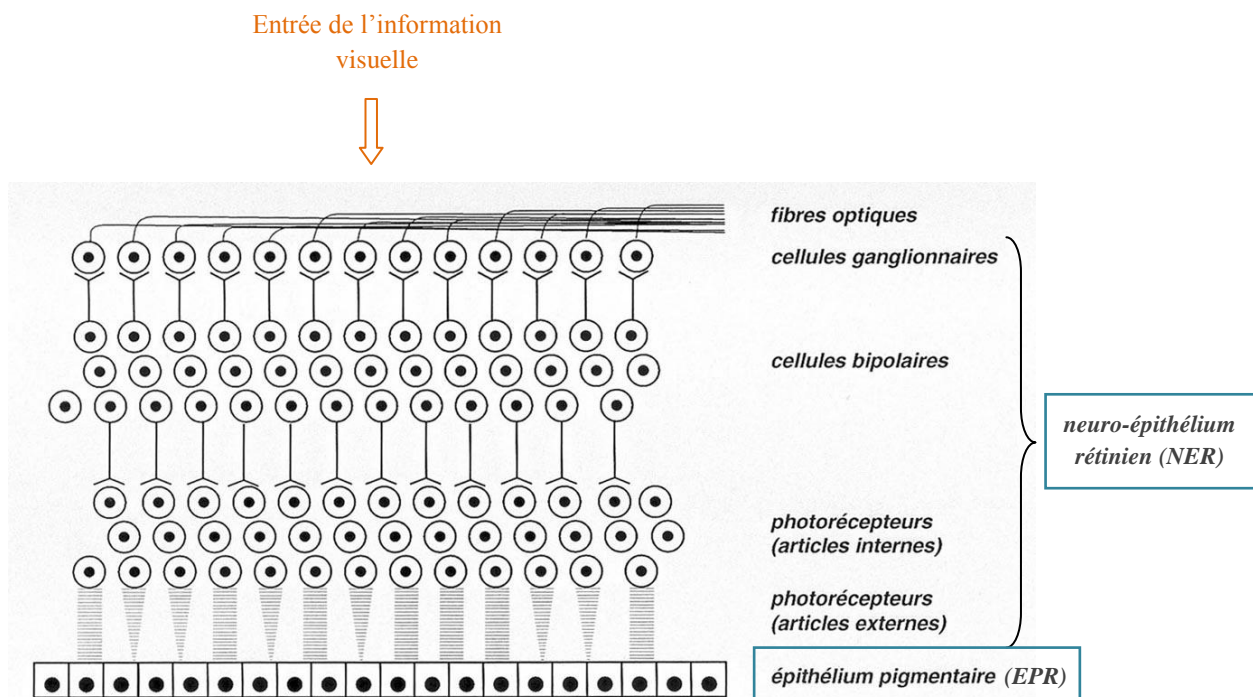 Entrée de l’information
visuelle
fibres optiques
cellules ganglionnaires
cellules bipolaires
neuro-épithélium
rétinien (NER)
photorécepteurs
(articles internes)
photorécepteurs
(articles externes)
épithélium pigmentaire (EPR)